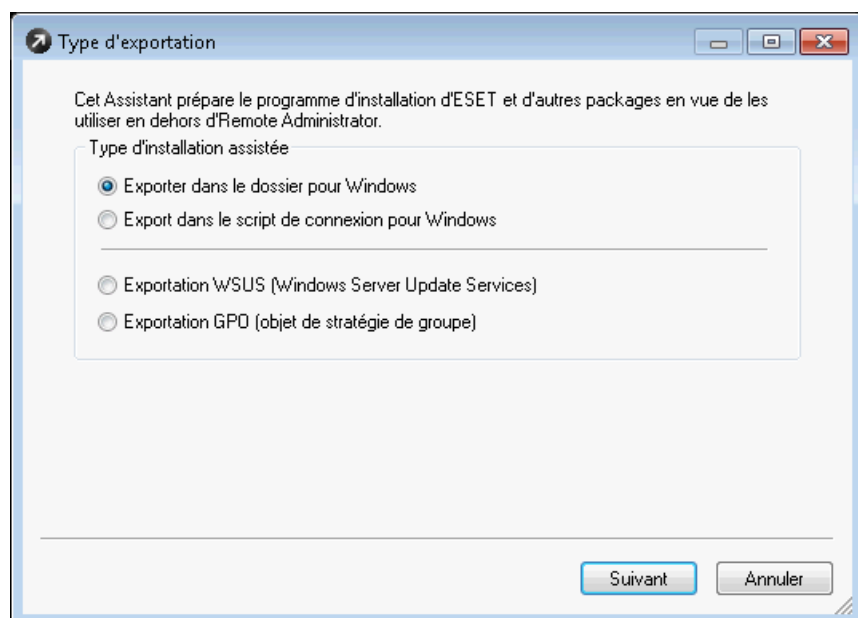 Type d'exportation
Cet Assistant prépare le programme d'installation d'ESET et d'autres packages en vue de les
utiliser en dehors d'Remote Administrator.
Type d'installation assistée
Exporter dans le dossier pour Windows
Export dans le script de connexion pour Windows
Exportation WSUS (Windows Server Update Services)
Exportation GPO (objet de stratégie de groupe)
Suivant
Annuler